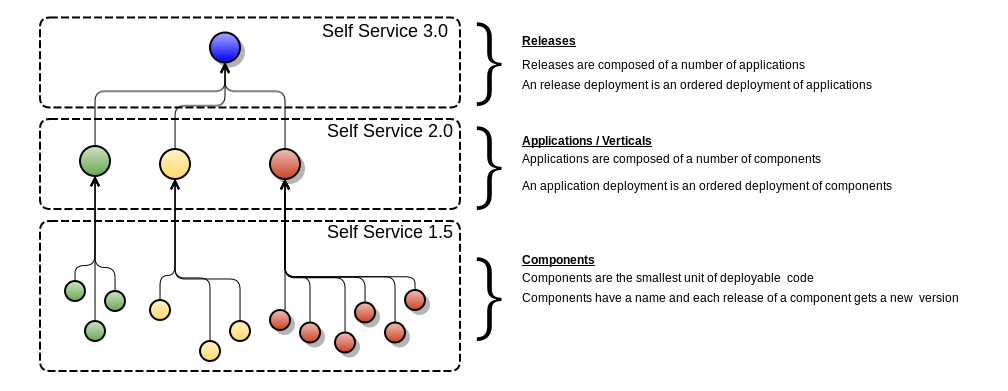 Self Service 3.0
Releases
Releases are composed of a number of applications
An release deployment is an ordered deployment of applications
Self Service 2.0
Applications / Verticals
Applications are composed of a number of components
An application deployment is an ordered deployment of components
Self Service 1.5
Components
Components are the smallest unit of deployable  code
Components have a name and each release of a component gets a new  version